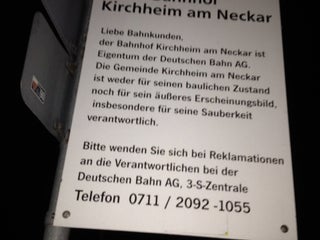 Bahnhof
Kirchheim am Neckar
Liebe Bahnkunden,
der Bahnhof Kirchheim am Neckar ist
Eigentum der Deutschen Bahn AG.
Die Gemeinde Kirchheim am Neckar
ist weder für seinen baulichen Zustand
noch für sein äußeres Erscheinungsbild,
insbesondere für seine Sauberkeit
verantwortlich.
Bitte wenden Sie sich bei Reklamationen
an die Verantwortlichen bei der
Deutschen Bahn AG, 3-S-Zentrale
Telefon 0711 / 2092 -1055